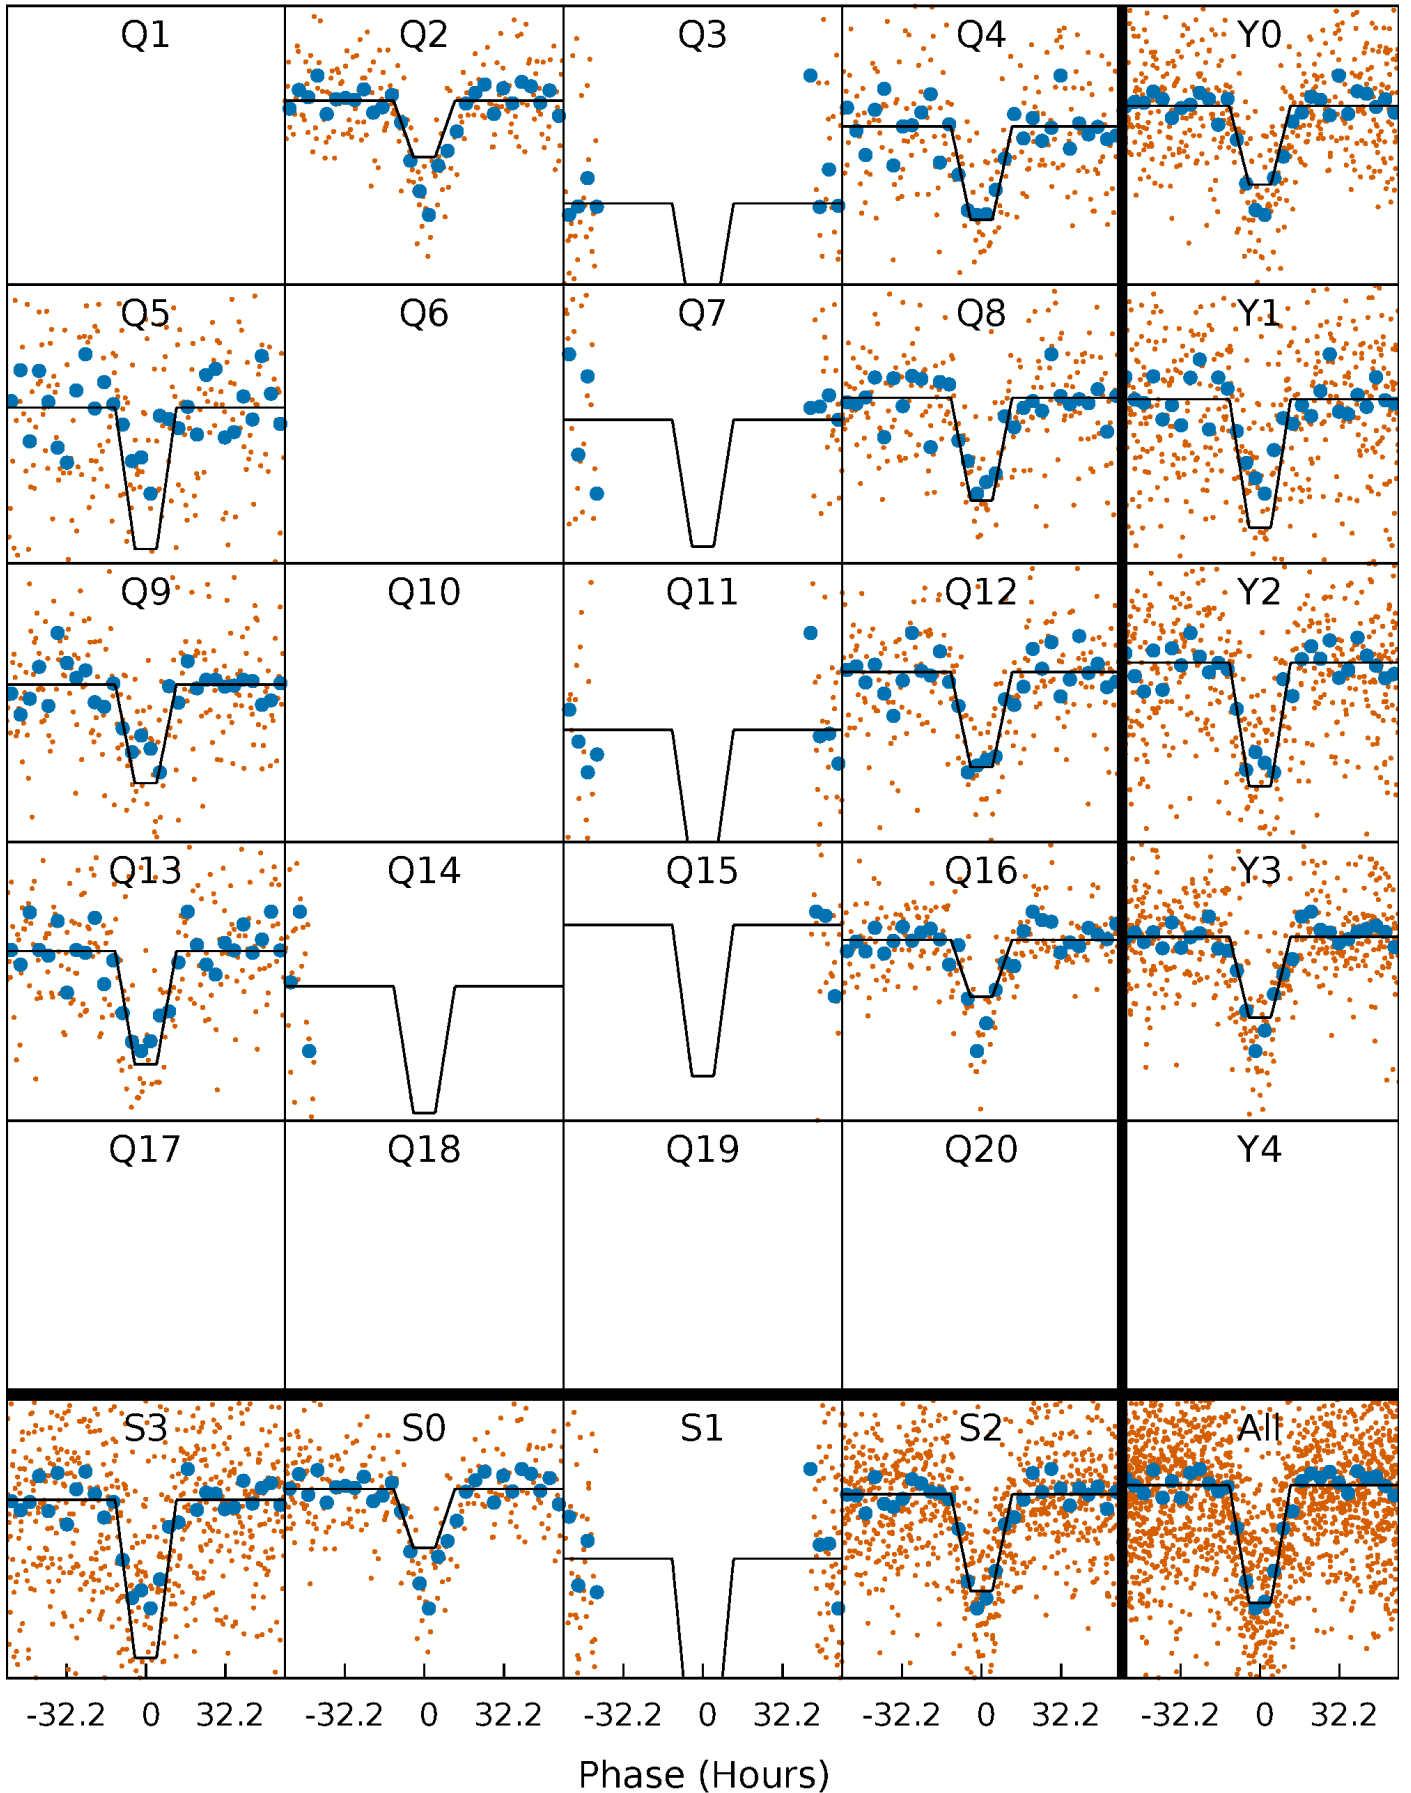 Q1 Q2 Q3 Q4 Y0
Q5 Q6 Q7 Q8 Y1
Q9 Q10 Q11 Q12 Y2
Q13 Q14 Q15 Q16 Y3
Q17 Q18 Q19 Q20 Y4
S3 S0 S1 S2 All
-32.2 0 32.2 -32.2 0 32.2 -32.2 0 32.2 -32.2 0 32.2 -32.2 0 32.2
Phase (Hours)